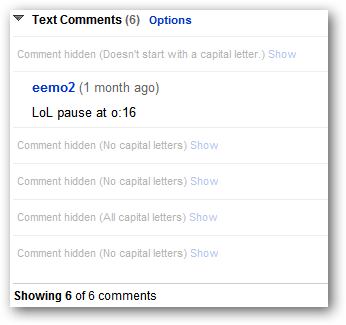 Text Comments (6) Options
Comment hidden (Doesn't start with a capital letter.) Show
eemo2 (1 month ago)
LoL pause at o:16
Comment hidden (No capital letters) Show
Comment hidden (No capital letters) Show
Comment hidden (All capital letters) Show
Comment hidden (No capital letters) Show
Showing 6 of 6 comments